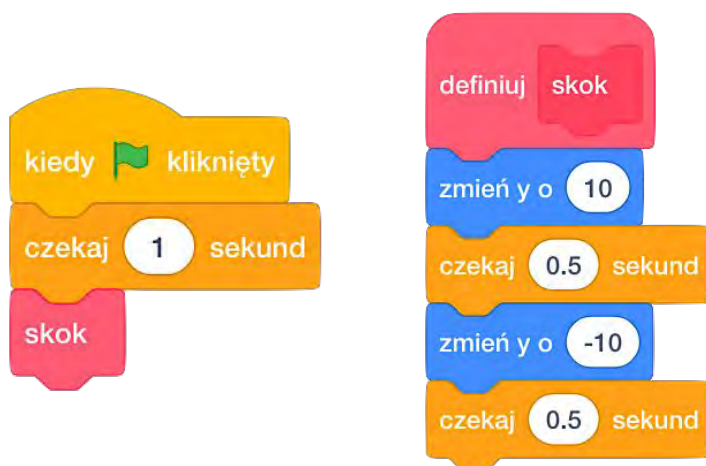 kiedy kliknięty
czekaj 1 sekund
skok
definiuj skok
zmień y o 10
czekaj 0.5 sekund
zmień y o -10
czekaj 0.5 sekund